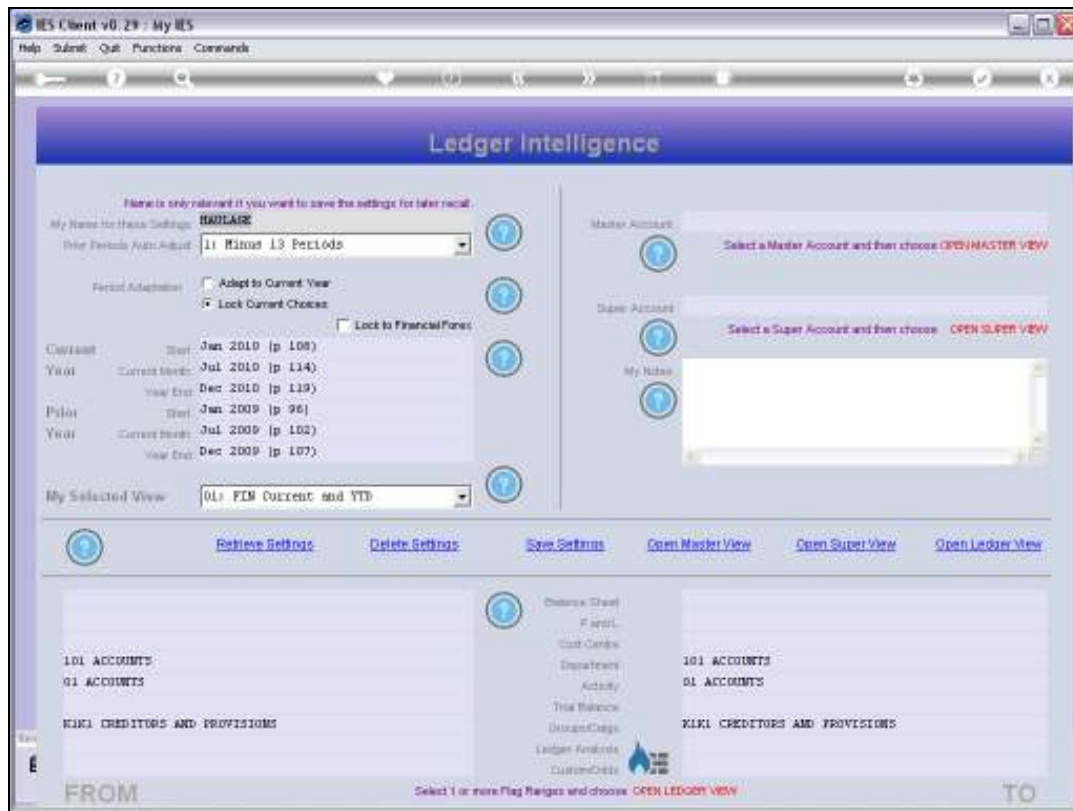 IES Client v0.29 : My IES
Help Submit Quit Functions Commands
Ledger Intelligence
Name is only relevant if you want to save the settings for later recall.
My Name for these Settings HAULAGE
Prior Periods Auto Adjust 1: Minus 13 Periods
Master Account
Select a Master Account and then choose OPEN MASTER VIEW
Period Adaptation Adapt to Current Year
Lock Current Choices
Lock to Financial Forex
Super Account
Select a Super Account and then choose OPEN SUPER VIEW
My Notes
Current Year
Start Jan 2010 (p 108)
Current Month Jul 2010 (p 114)
Year End Dec 2010 (p 119)
Prior Year
Start Jan 2009 (p 96)
Current Month Jul 2009 (p 102)
Year End Dec 2009 (p 107)
My Selected View 01: FIN Current and YTD
Retrieve Settings Delete Settings Save Settings Open Master View Open Super View Open Ledger View
Balance Sheet
P and L
Cost Centre
101 ACCOUNTS Department 101 ACCOUNTS
01 ACCOUNTS Activity 01 ACCOUNTS
Trial Balance
K1K1 CREDITORS AND PROVISIONS Groups/Categs K1K1 CREDITORS AND PROVISIONS
Ledger Analysis
Custom/Odds
FROM Select 1 or more Flag Ranges and choose OPEN LEDGER VIEW TO